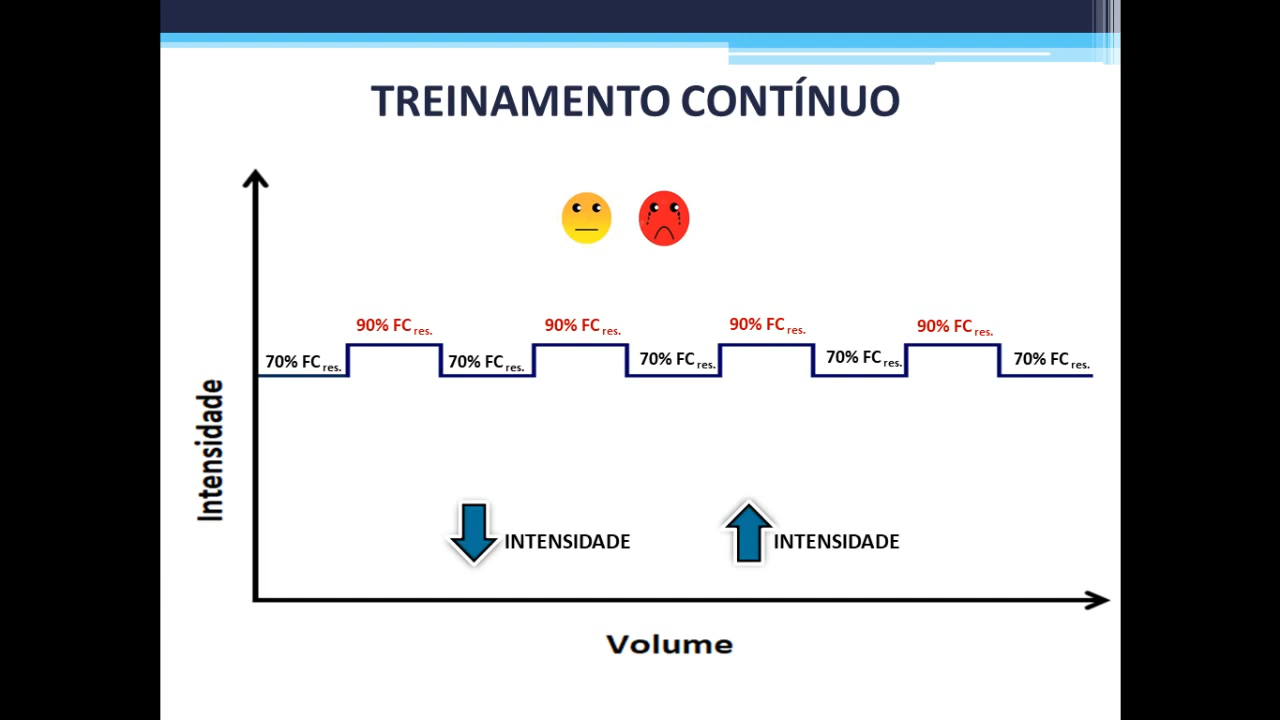 TREINAMENTO CONTÍNUO
90% FC res.
90% FC res.
90% FC res.
90% FC res.
70% FC res.
70% FC res.
70% FC res.
70% FC res.
70% FC res.
Intensidade
INTENSIDADE
INTENSIDADE
Volume